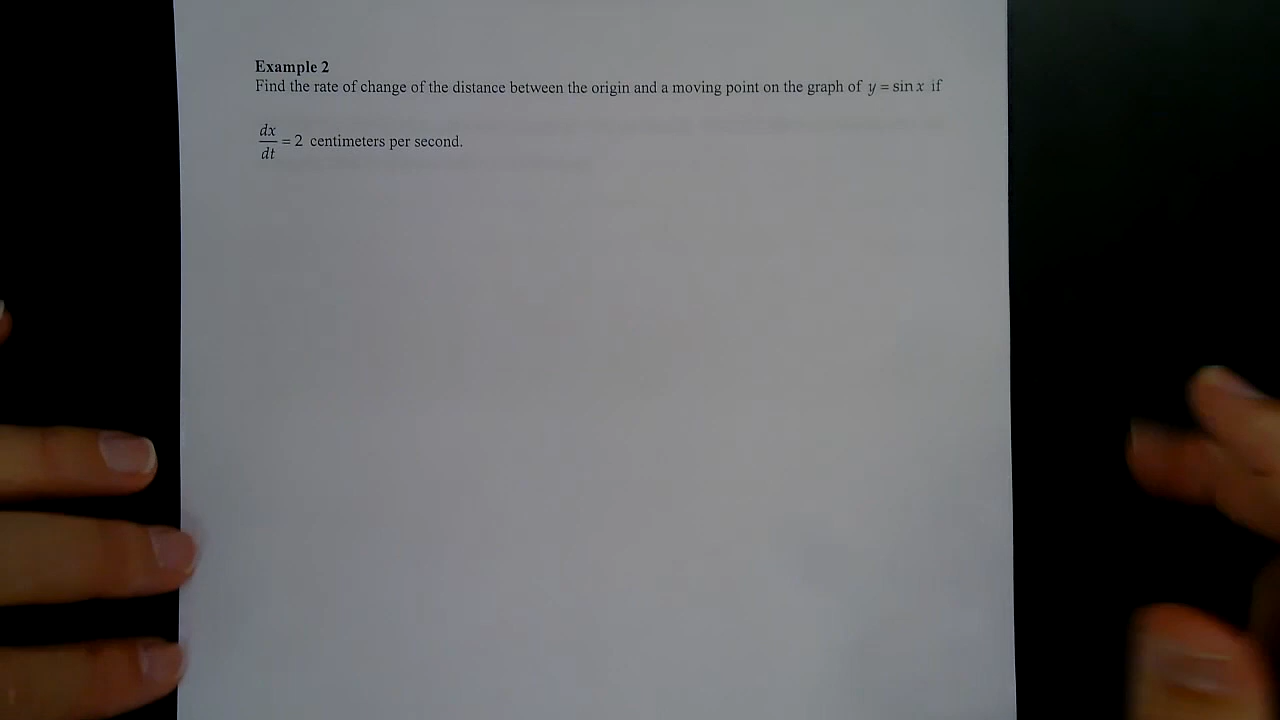 Example 2
Find the rate of change of the distance between the origin and a moving point on the graph of y = sin x if
dx/dt = 2 centimeters per second.